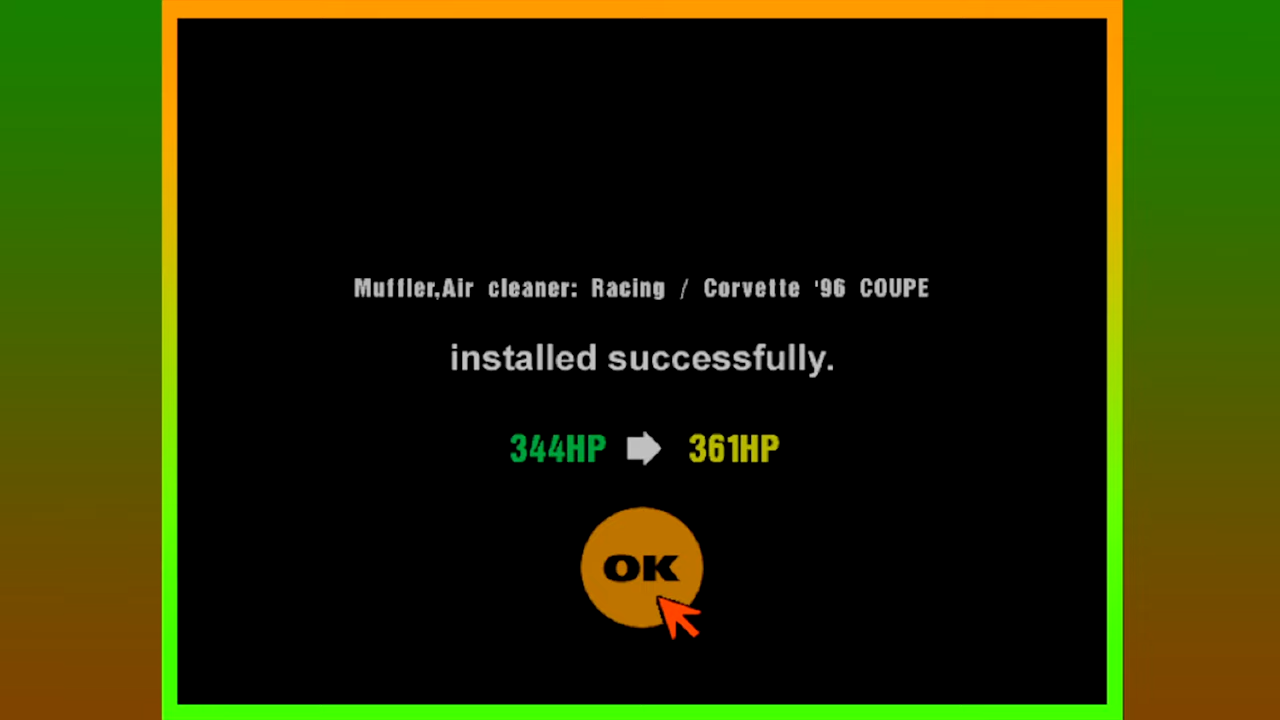 Muffler,Air cleaner: Racing / Corvette '96 COUPE
installed successfully.
344HP 361HP
OK